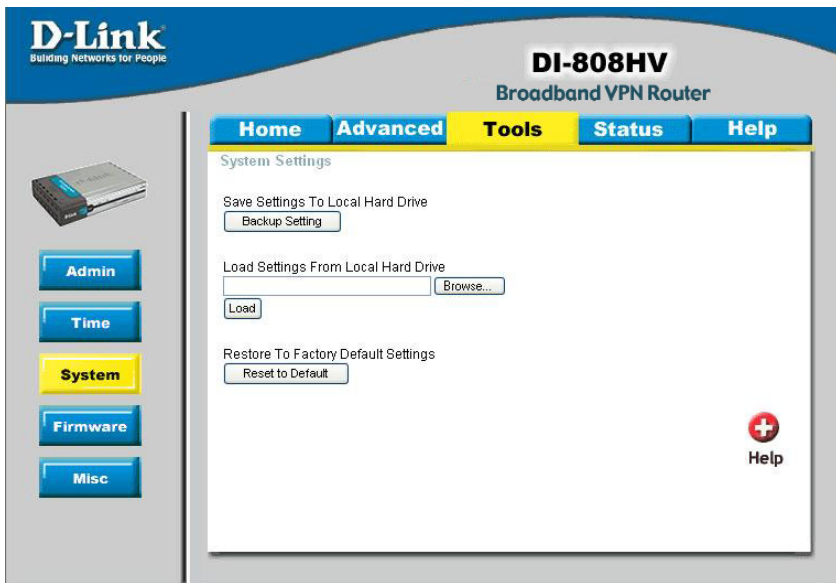 D-Link
Building Networks for People
DI-808HV
Broadband VPN Router
Home Advanced Tools Status Help
System Settings
Save Settings To Local Hard Drive
Backup Setting
Load Settings From Local Hard Drive
Browse...
Load
Restore To Factory Default Settings
Reset to Default
D-Link
Admin
Time
System
Firmware
Misc
Help